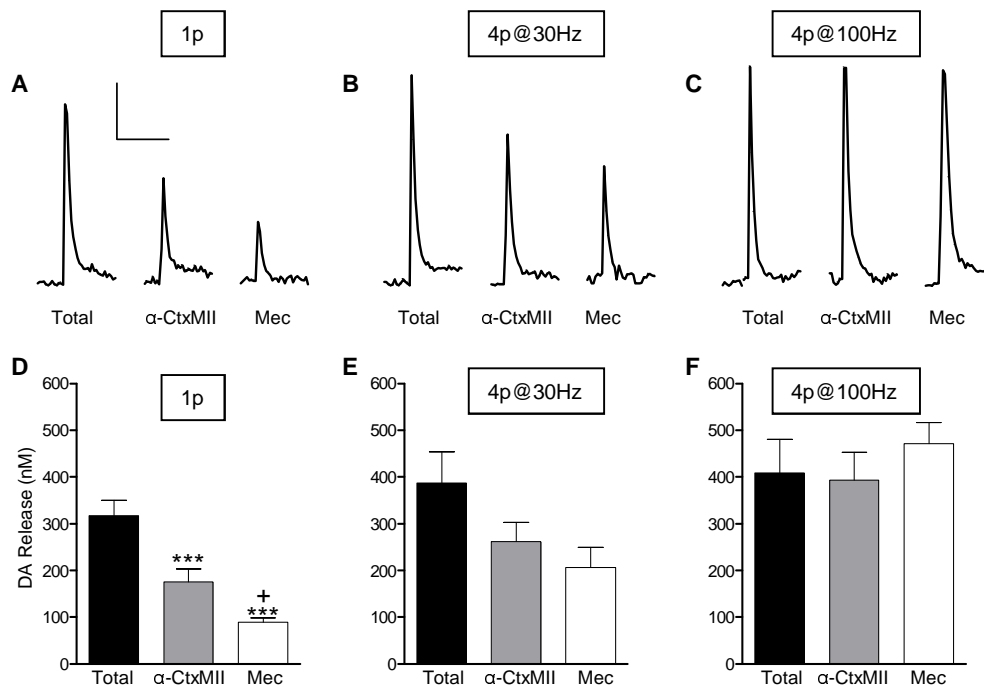 1p
4p@30Hz
4p@100Hz
A
B
C
Total α-CtxMII Mec
Total α-CtxMII Mec
Total α-CtxMII Mec
D
1p
E
4p@30Hz
F
4p@100Hz
DA Release (nM)
600
500
400
300
200
100
0
***
+
***
Total α-CtxMII Mec
600
500
400
300
200
100
0
Total α-CtxMII Mec
600
500
400
300
200
100
0
Total α-CtxMII Mec